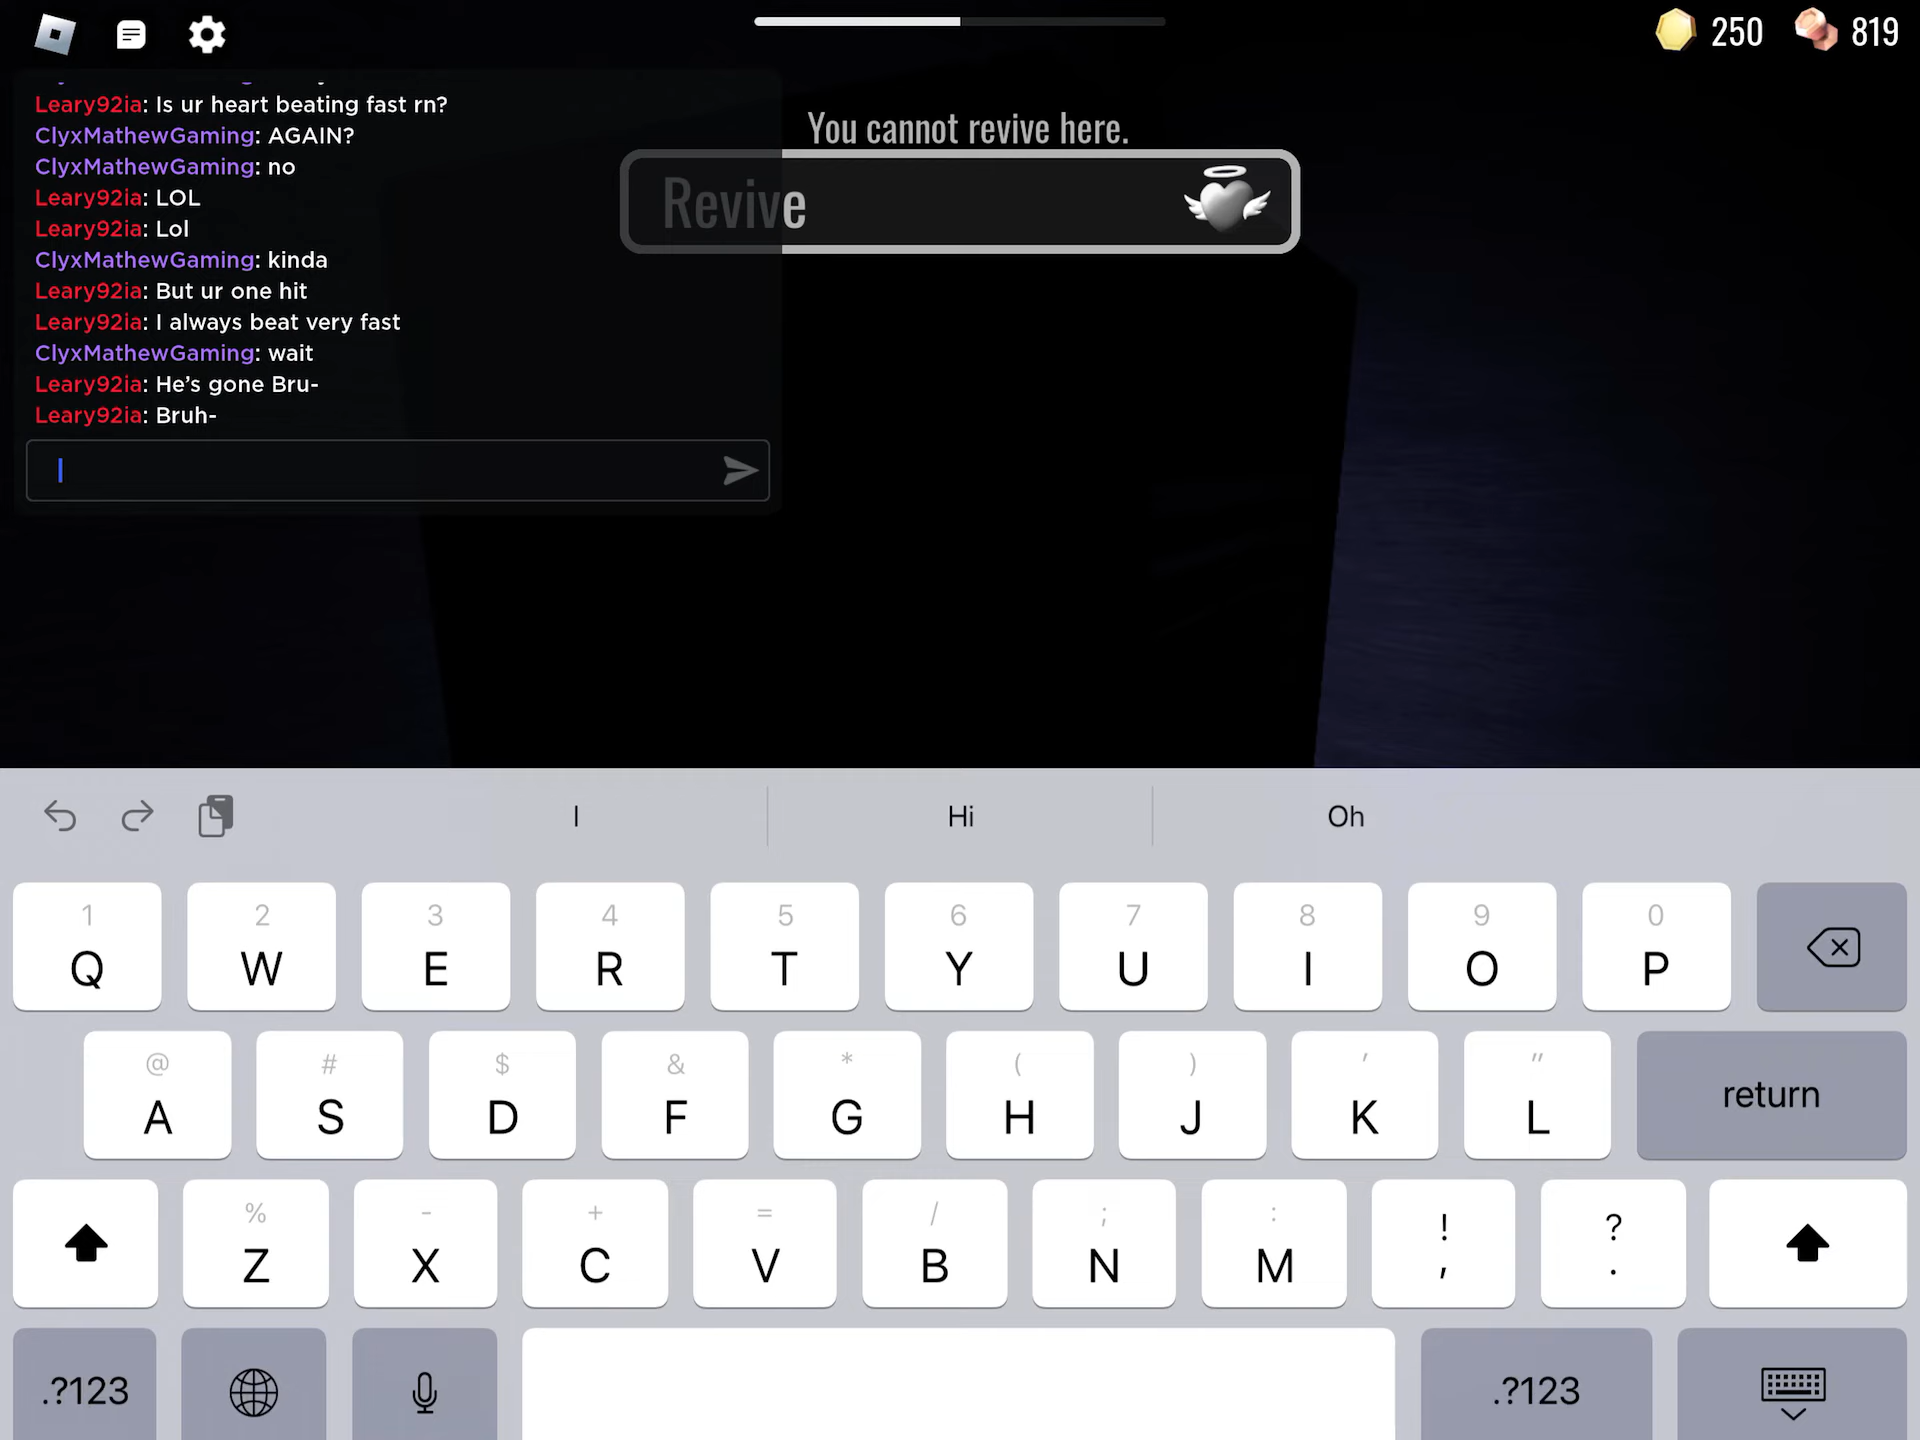 250 819
Leary92ia: Is ur heart beating fast rn?
ClyxMathewGaming: AGAIN?
ClyxMathewGaming: no
Leary92ia: LOL
Leary92ia: Lol
ClyxMathewGaming: kinda
Leary92ia: But ur one hit
Leary92ia: I always beat very fast
ClyxMathewGaming: wait
Leary92ia: He’s gone Bru-
Leary92ia: Bruh-
You cannot revive here.
Revive
I Hi Oh
1 2 3 4 5 6 7 8 9 0
Q W E R T Y U I O P
@ # $ & * ( ) ' "
A S D F G H J K L return
% - + = / ; : ! ?
Z X C V B N M , .
.?123 .?123